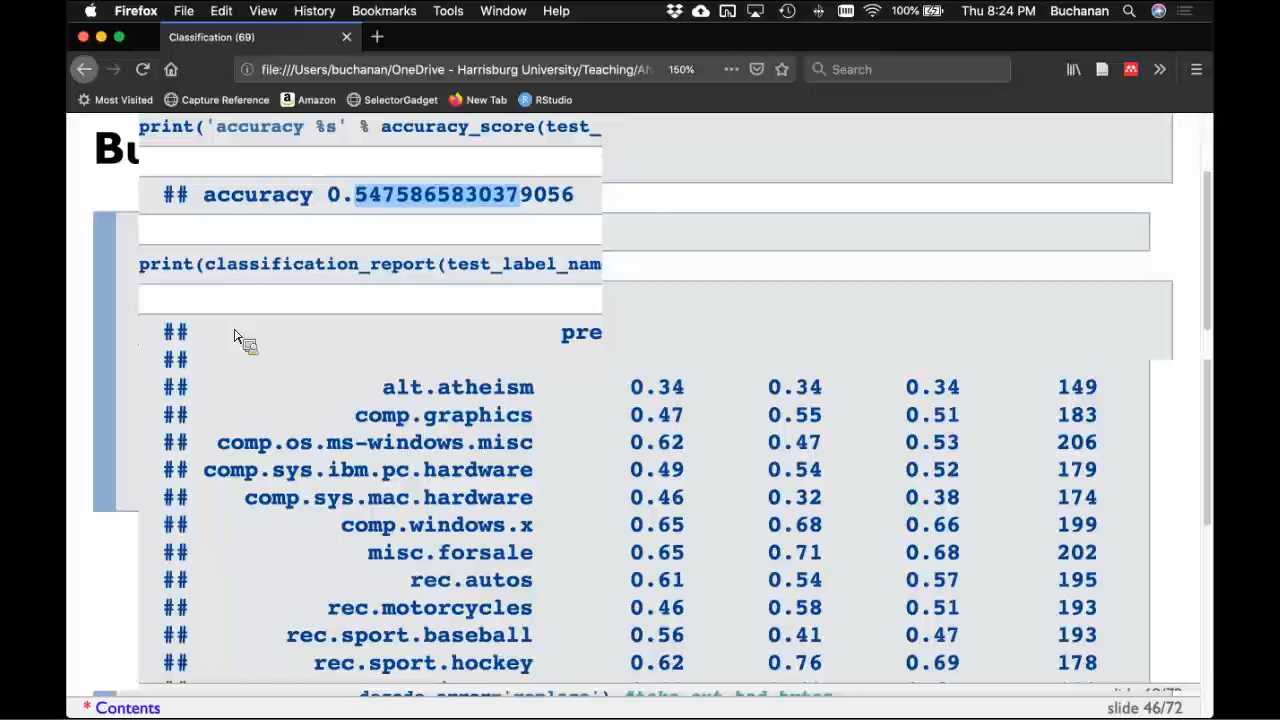 Firefox File Edit View History Bookmarks Tools Window Help 100% Thu 8:24 PM Buchanan
Classification (69)
file:///Users/buchanan/OneDrive - Harrisburg University/Teaching/ 150% Search
Most Visited Capture Reference Amazon SelectorGadget New Tab RStudio
print('accuracy %s' % accuracy_score(test_
Bu
## accuracy 0.5475865830379056
print(classification_report(test_label_nam
## pre
##
## alt.atheism 0.34 0.34 0.34 149
## comp.graphics 0.47 0.55 0.51 183
## comp.os.ms-windows.misc 0.62 0.47 0.53 206
## comp.sys.ibm.pc.hardware 0.49 0.54 0.52 179
## comp.sys.mac.hardware 0.46 0.32 0.38 174
## comp.windows.x 0.65 0.68 0.66 199
## misc.forsale 0.65 0.71 0.68 202
## rec.autos 0.61 0.54 0.57 195
## rec.motorcycles 0.46 0.58 0.51 193
## rec.sport.baseball 0.56 0.41 0.47 193
## rec.sport.hockey 0.62 0.76 0.69 178
* Contents slide 46/72